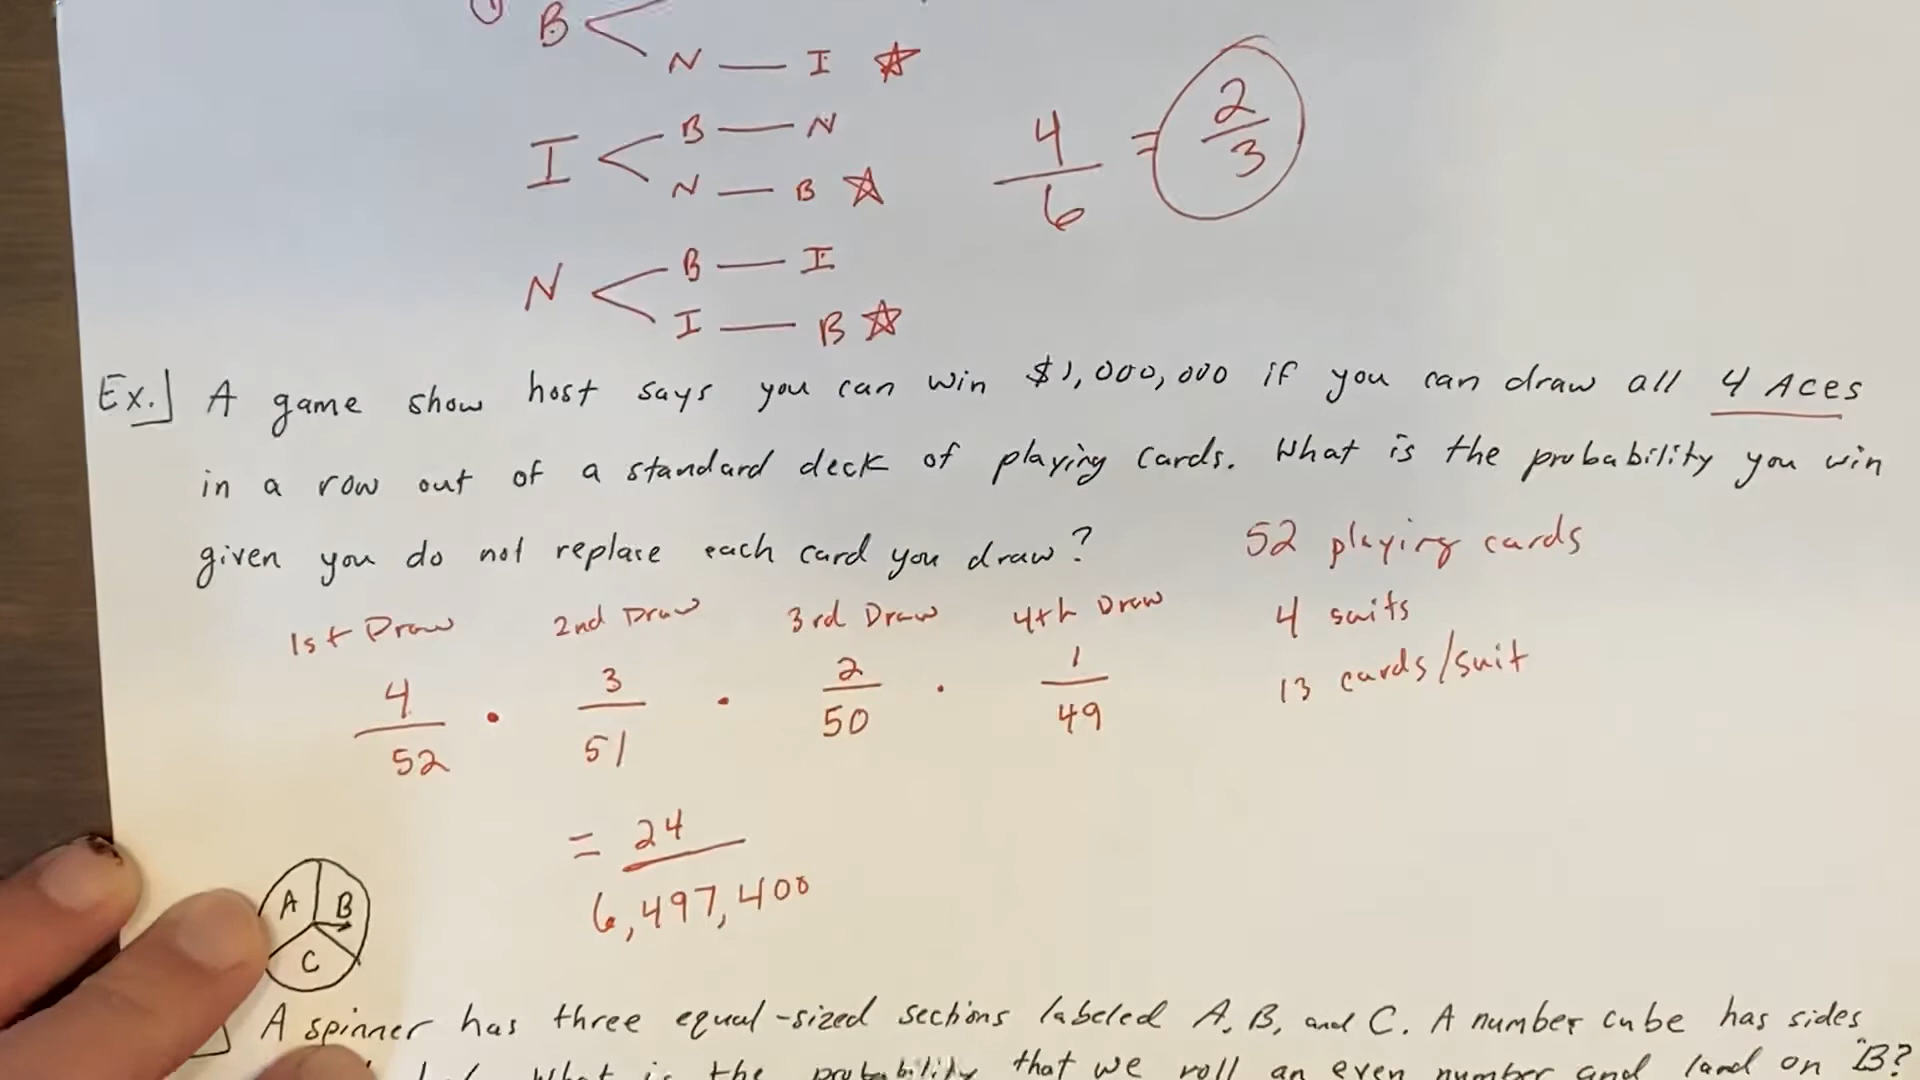 B
N — I
I
B — N
N — B
4/6 = 2/3
N
B — I
I — B
Ex.] A game show host says you can win $1,000,000 if you can draw all 4 Aces
in a row out of a standard deck of playing cards. What is the probability you win
given you do not replace each card you draw?
52 playing cards
4 suits
13 cards/suit
1st Draw 2nd Draw 3rd Draw 4th Draw
4/52 · 3/51 · 2/50 · 1/49
= 24/6,497,400
A B
C
A spinner has three equal-sized sections labeled A, B, and C. A number cube has sides
What is the probability that we roll an even number and land on B?